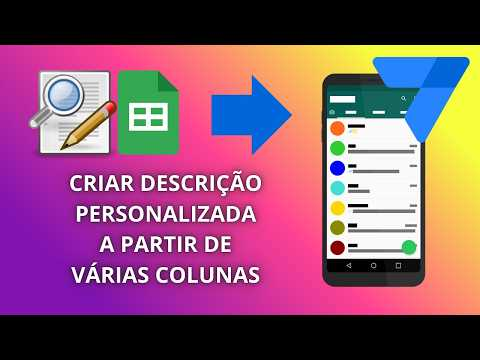 CRIAR DESCRIÇÃO
PERSONALIZADA
A PARTIR DE
VÁRIAS COLUNAS